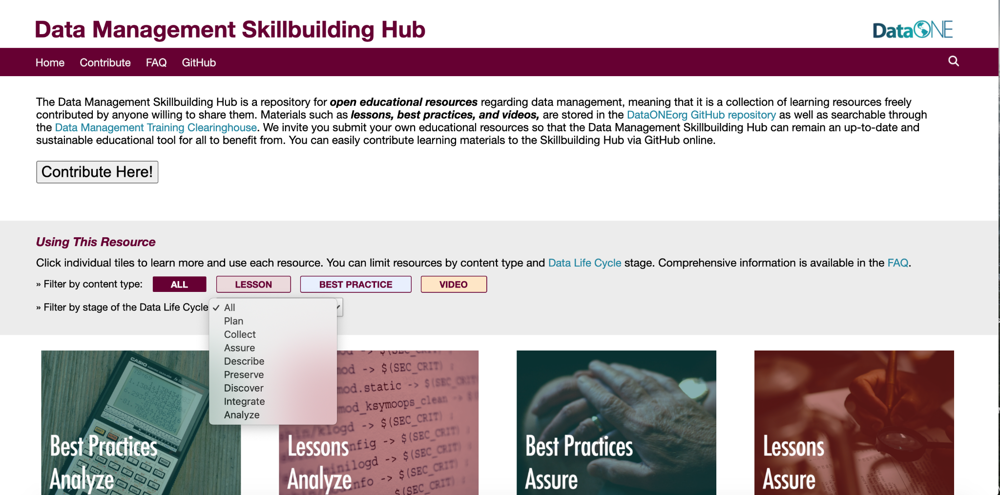 Data Management Skillbuilding Hub
DataONE
Home Contribute FAQ GitHub
The Data Management Skillbuilding Hub is a repository for open educational resources regarding data management, meaning that it is a collection of learning resources freely
contributed by anyone willing to share them. Materials such as lessons, best practices, and videos, are stored in the DataONEorg GitHub repository as well as searchable through
the Data Management Training Clearinghouse. We invite you submit your own educational resources so that the Data Management Skillbuilding Hub can remain an up-to-date and
sustainable educational tool for all to benefit from. You can easily contribute learning materials to the Skillbuilding Hub via GitHub online.
Contribute Here!
Using This Resource
Click individual tiles to learn more and use each resource. You can limit resources by content type and Data Life Cycle stage. Comprehensive information is available in the FAQ.
» Filter by content type: ALL LESSON BEST PRACTICE VIDEO
» Filter by stage of the Data Life Cycle
✓ All
Plan
Collect
Assure
Describe
Preserve
Discover
Integrate
Analyze
CASIO
Best Practices
Analyze
mod -> $(SEC_CRIT) ;
mod.static -> $(SEC_CRIT)
mod_ksymoops_clean ->
-> $(SEC_CRIT)
klogd -> $(SEC_CRIT)
nfig -> $(SEC_CRIT)
minilogd -> $(SEC_CRIT)
nfo -> $(SEC_CRIT)
$(SEC_CRIT)
Lessons
Analyze
Best Practices
Assure
Lessons
Assure